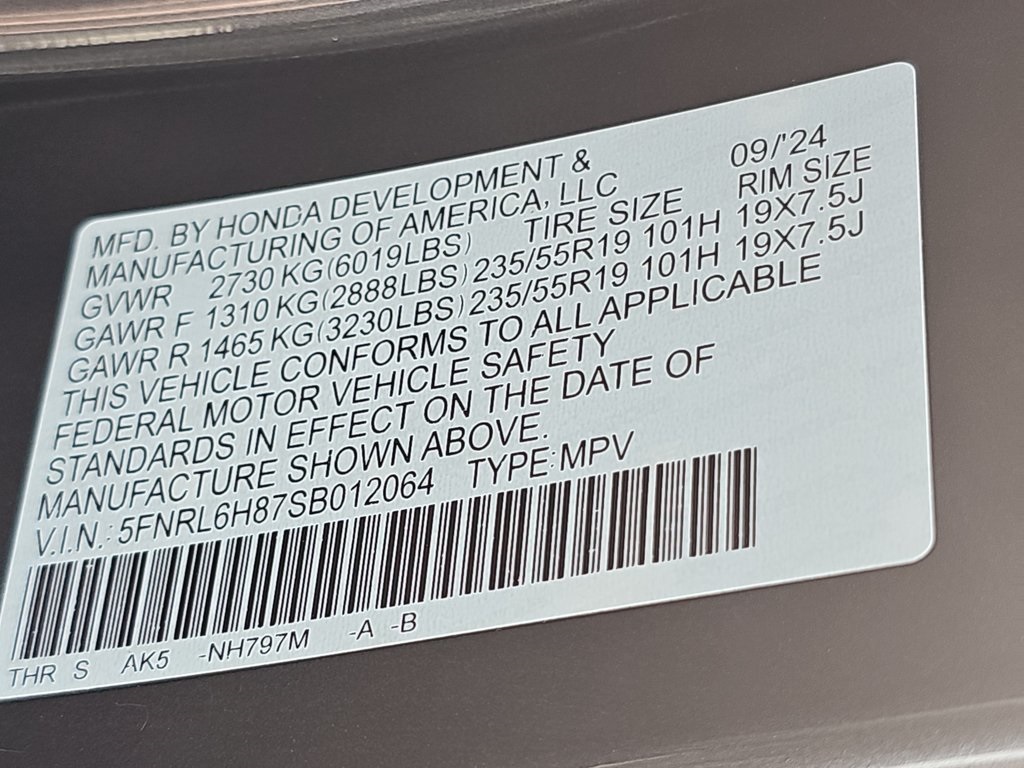 MFD. BY HONDA DEVELOPMENT & 09/'24
MANUFACTURING OF AMERICA, LLC RIM SIZE
GVWR 2730 KG(6019LBS) TIRE SIZE
GAWR F 1310 KG(2888LBS) 235/55R19 101H 19X7.5J
GAWR R 1465 KG(3230LBS) 235/55R19 101H 19X7.5J
THIS VEHICLE CONFORMS TO ALL APPLICABLE
FEDERAL MOTOR VEHICLE SAFETY
STANDARDS IN EFFECT ON THE DATE OF
MANUFACTURE SHOWN ABOVE.
V.I.N.: 5FNRL6H87SB012064 TYPE:MPV
THR S AK5 -NH797M -A -B